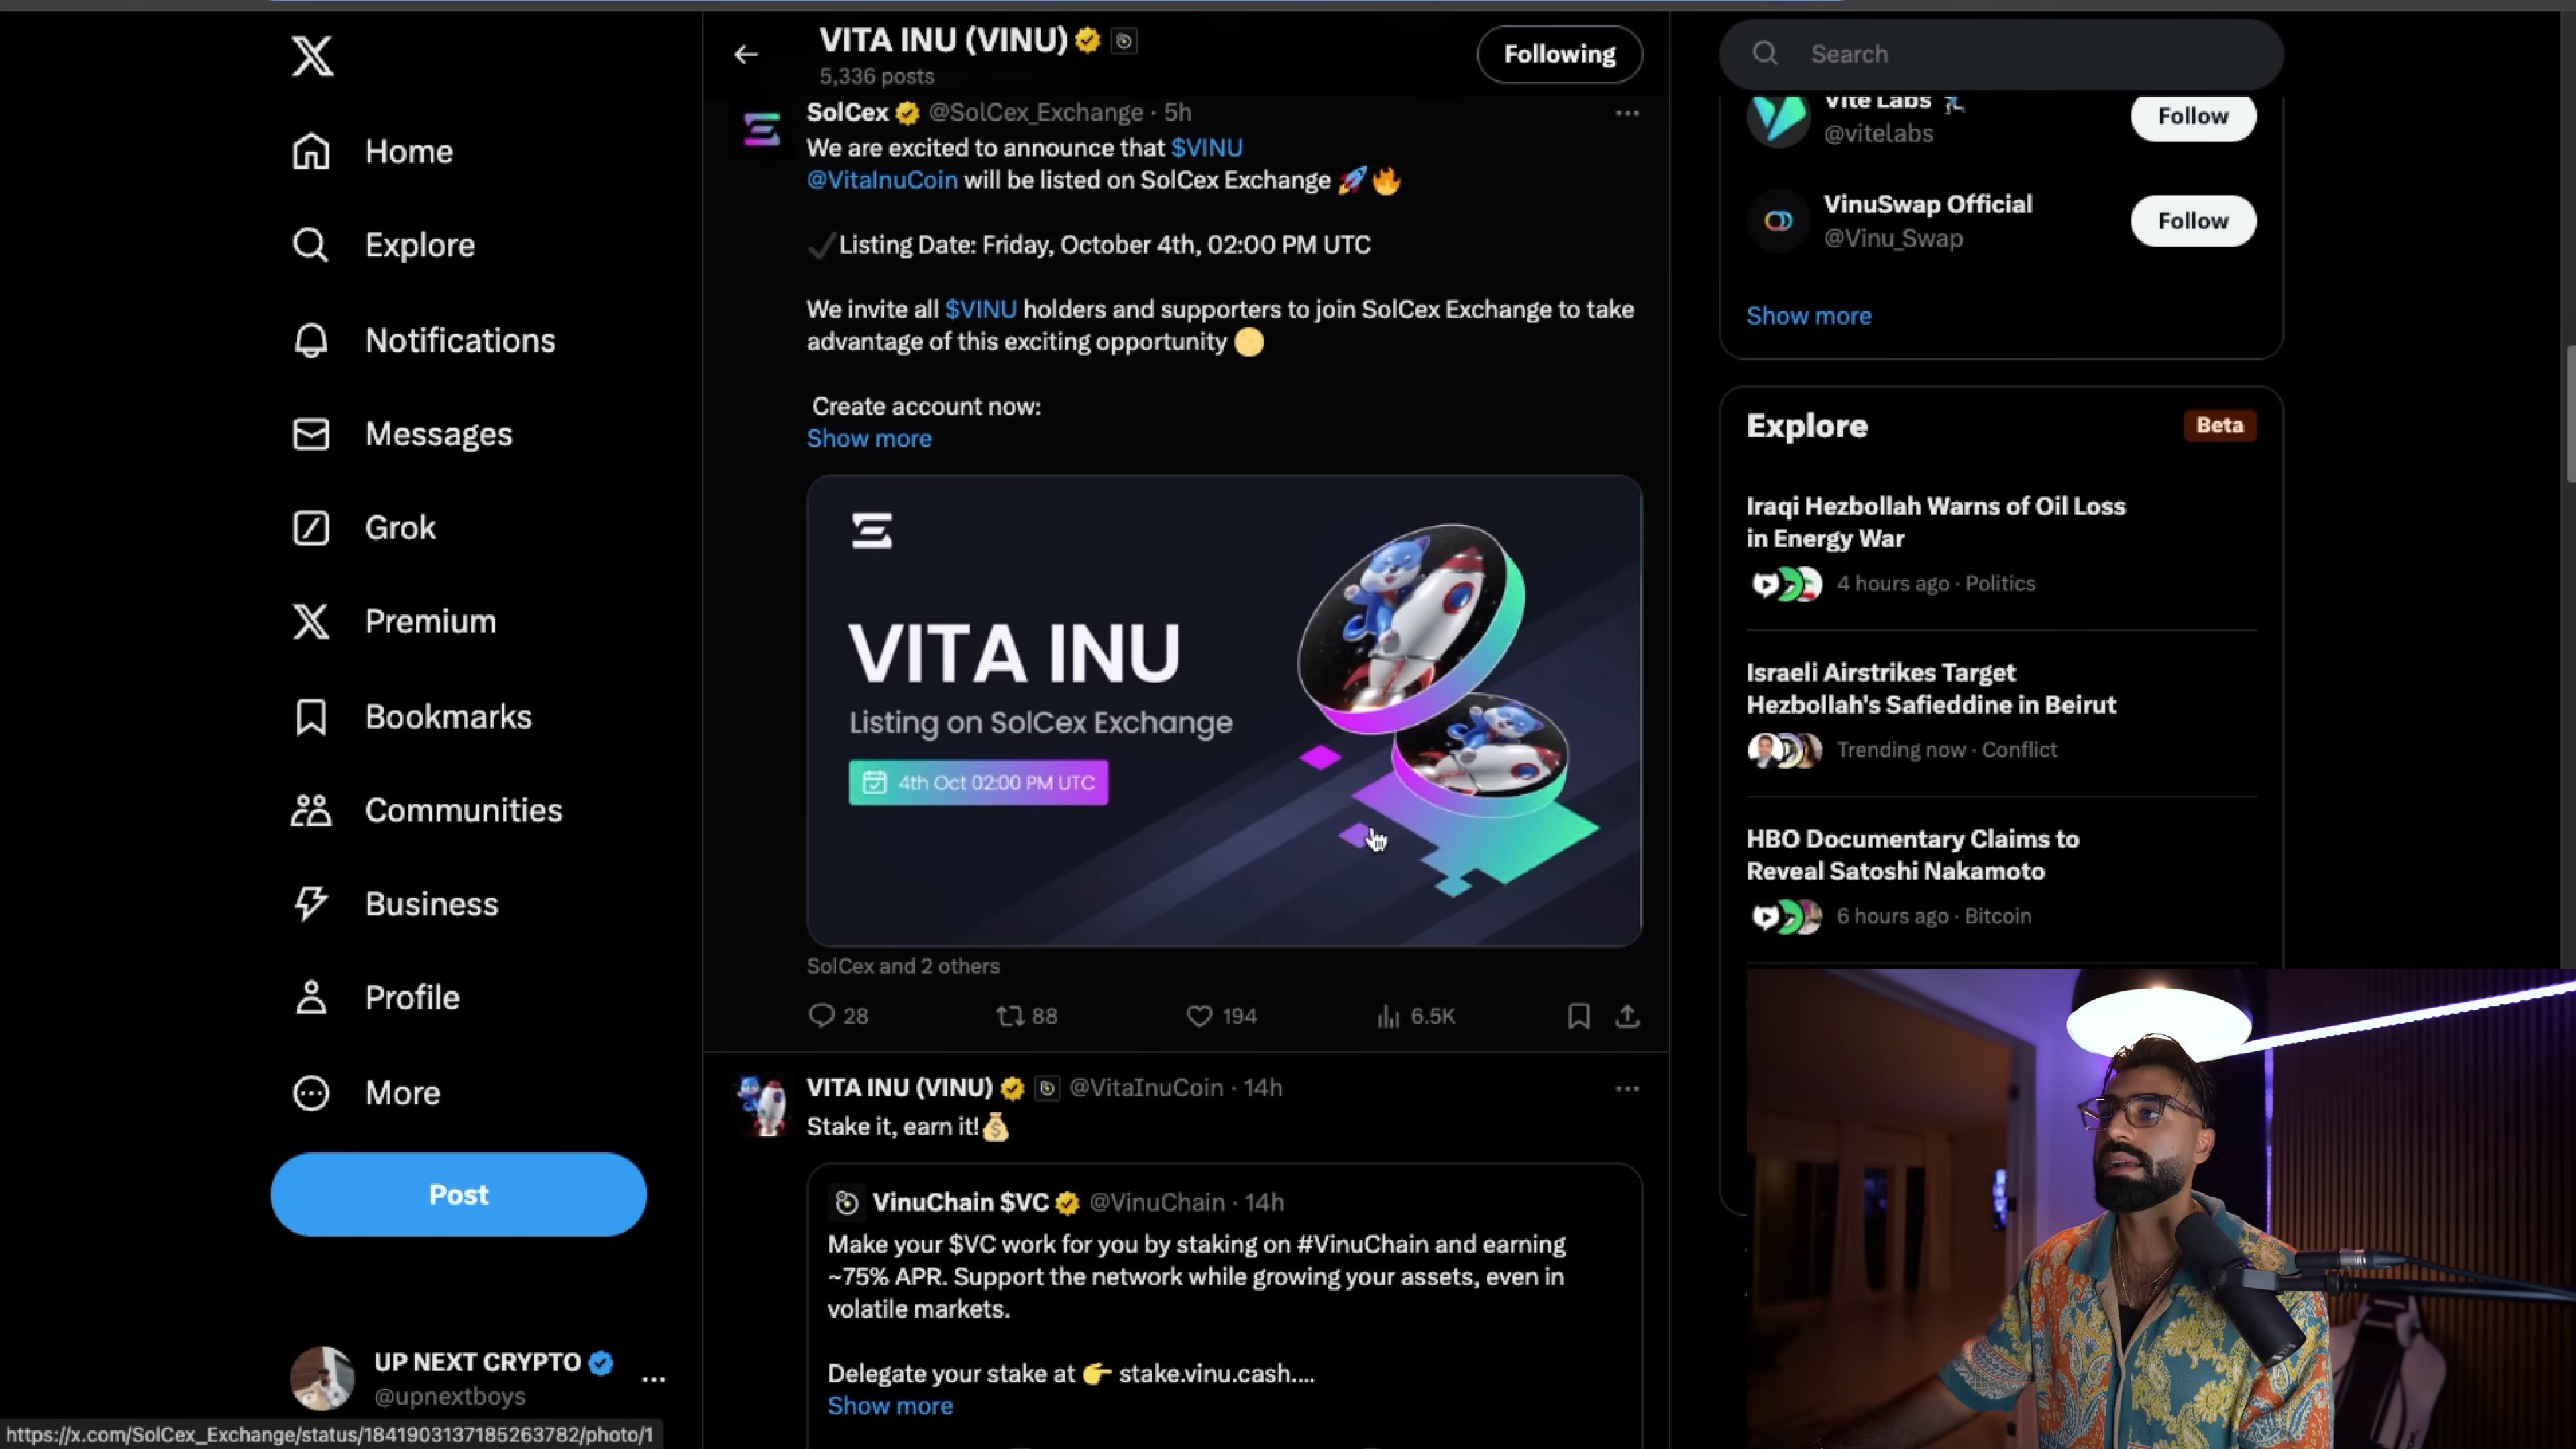 VITA INU (VINU)
5,336 posts
Following
Search
Home
Explore
Notifications
Messages
Grok
Premium
Bookmarks
Communities
Business
Profile
More
Post
UP NEXT CRYPTO
@upnextboys
SolCex @SolCex_Exchange · 5h
We are excited to announce that $VINU
@VitaInuCoin will be listed on SolCex Exchange 🚀🔥
✓Listing Date: Friday, October 4th, 02:00 PM UTC
We invite all $VINU holders and supporters to join SolCex Exchange to take
advantage of this exciting opportunity 🌕
Create account now:
Show more
VITA INU
Listing on SolCex Exchange
4th Oct 02:00 PM UTC
SolCex and 2 others
28 88 194 6.5K
VITA INU (VINU) @VitaInuCoin · 14h
Stake it, earn it!💰
VinuChain $VC @VinuChain · 14h
Make your $VC work for you by staking on #VinuChain and earning
~75% APR. Support the network while growing your assets, even in
volatile markets.
Delegate your stake at 👉 stake.vinu.cash....
Show more
Vite Labs
@vitelabs
Follow
VinuSwap Official
@Vinu_Swap
Follow
Show more
Explore
Beta
Iraqi Hezbollah Warns of Oil Loss
in Energy War
4 hours ago · Politics
Israeli Airstrikes Target
Hezbollah's Safieddine in Beirut
Trending now · Conflict
HBO Documentary Claims to
Reveal Satoshi Nakamoto
6 hours ago · Bitcoin
https://x.com/SolCex_Exchange/status/1841903137185263782/photo/1